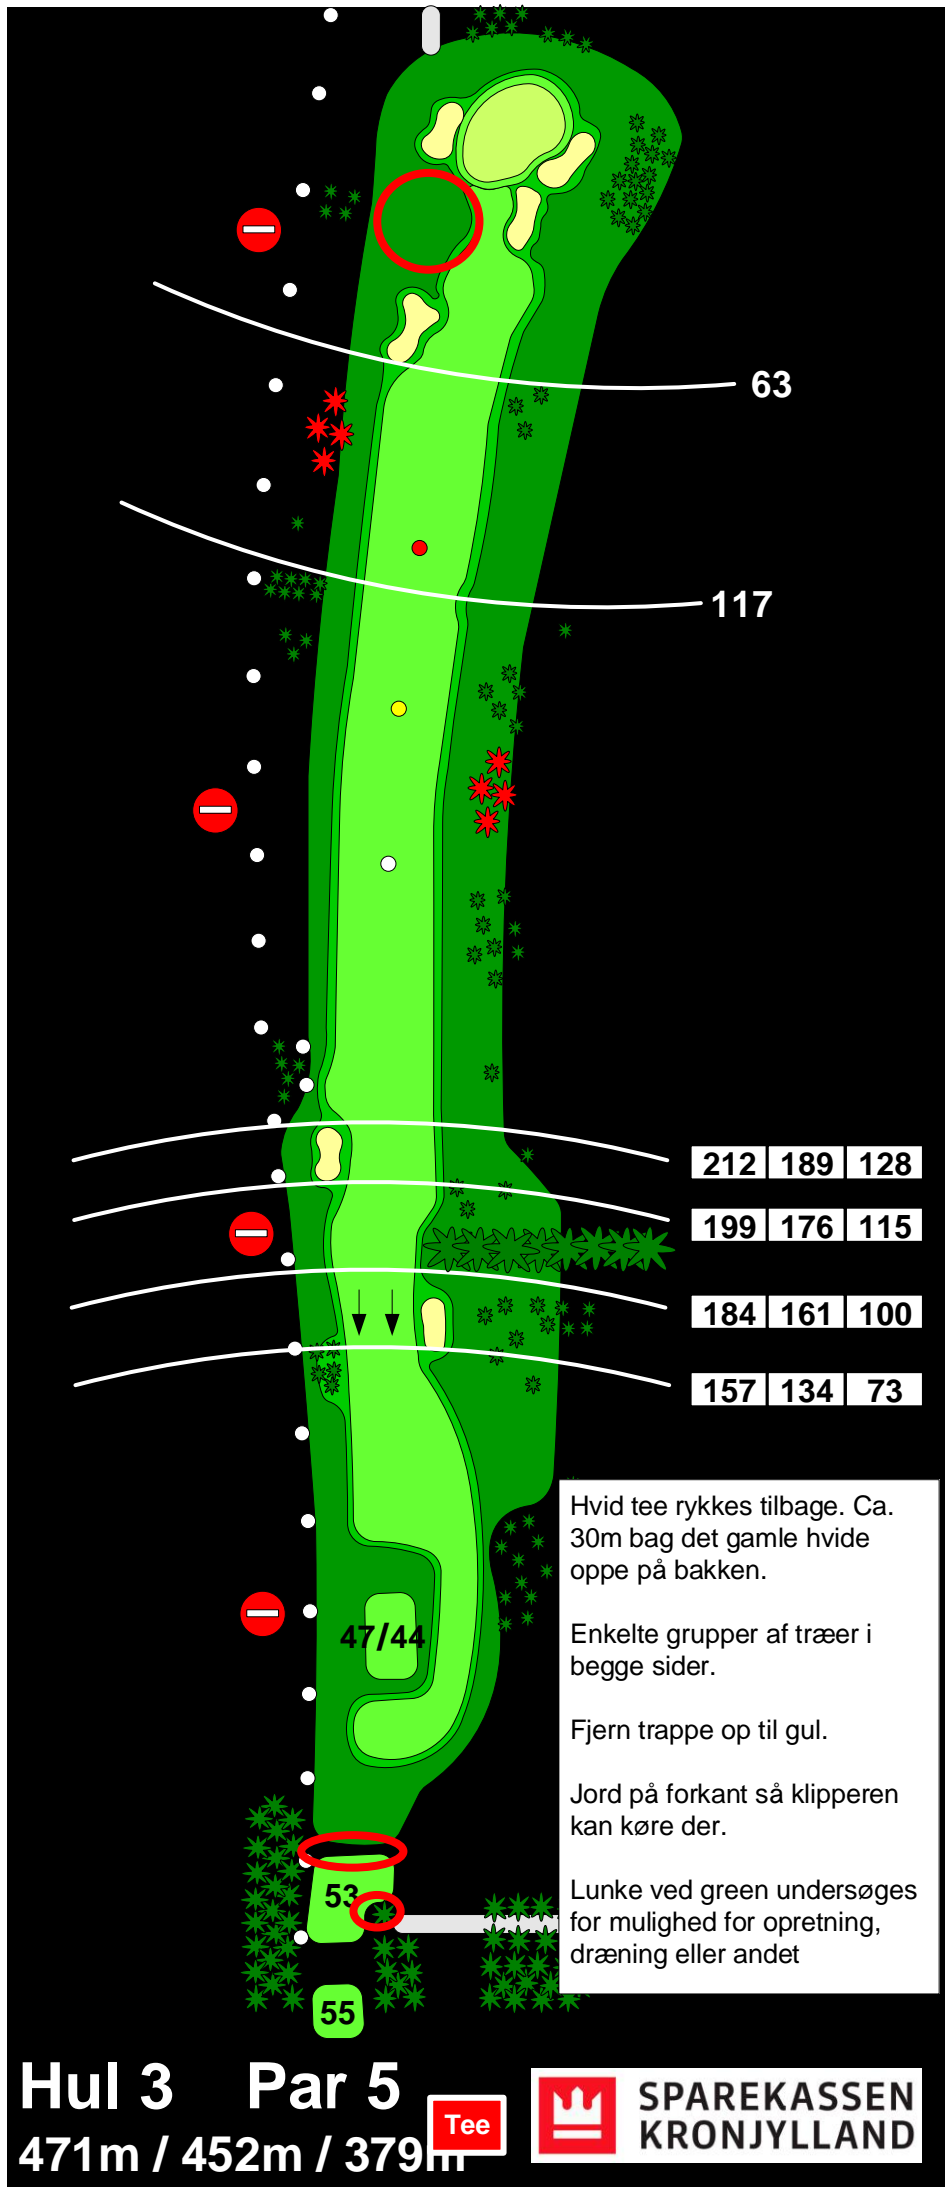 63
117
212 189 128
199 176 115
184 161 100
157 134 73
Hvid tee rykkes tilbage. Ca.
30m bag det gamle hvide
oppe på bakken.
Enkelte grupper af træer i
begge sider.
Fjern trappe op til gul.
Jord på forkant så klipperen
kan køre der.
Lunke ved green undersøges
for mulighed for opretning,
dræning eller andet
47/44
53
55
Hul 3 Par 5
471m / 452m / 379m
Tee
SPAREKASSEN
KRONJYLLAND